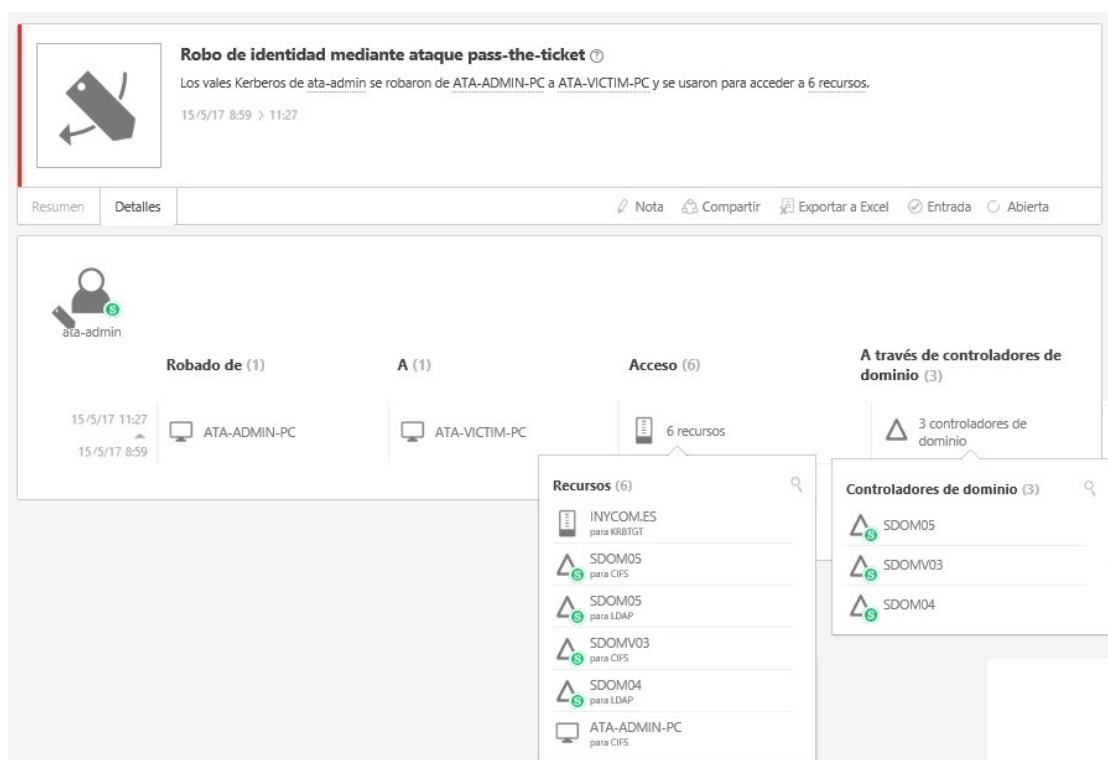 Robo de identidad mediante ataque pass-the-ticket ?
Los vales Kerberos de ata-admin se robaron de ATA-ADMIN-PC a ATA-VICTIM-PC y se usaron para acceder a 6 recursos.
15/5/17 8:59 > 11:27
Resumen
Detalles
Nota
Compartir
Exportar a Excel
Entrada
Abierta
S
ata-admin
Robado de (1)
A (1)
Acceso (6)
A través de controladores de
dominio (3)
15/5/17 11:27
15/5/17 8:59
ATA-ADMIN-PC
ATA-VICTIM-PC
6 recursos
3 controladores de
dominio
Recursos (6)
INYCOM.ES
para KRBTGT
S
SDOM05
para CIFS
S
SDOM05
para LDAP
S
SDOMV03
para CIFS
S
SDOM04
para LDAP
ATA-ADMIN-PC
para CIFS
Controladores de dominio (3)
S
SDOM05
S
SDOMV03
S
SDOM04